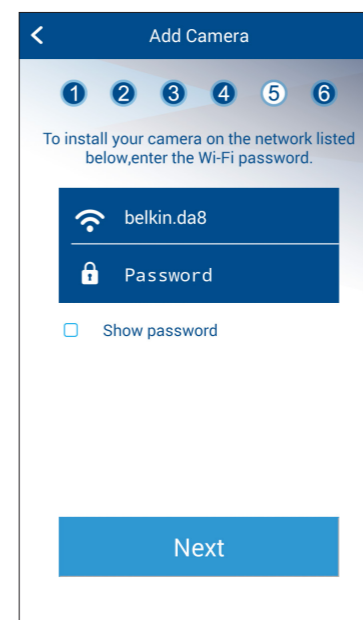 Add Camera
1 2 3 4 5 6
To install your camera on the network listed
below,enter the Wi-Fi password.
belkin.da8
Password
Show password
Next